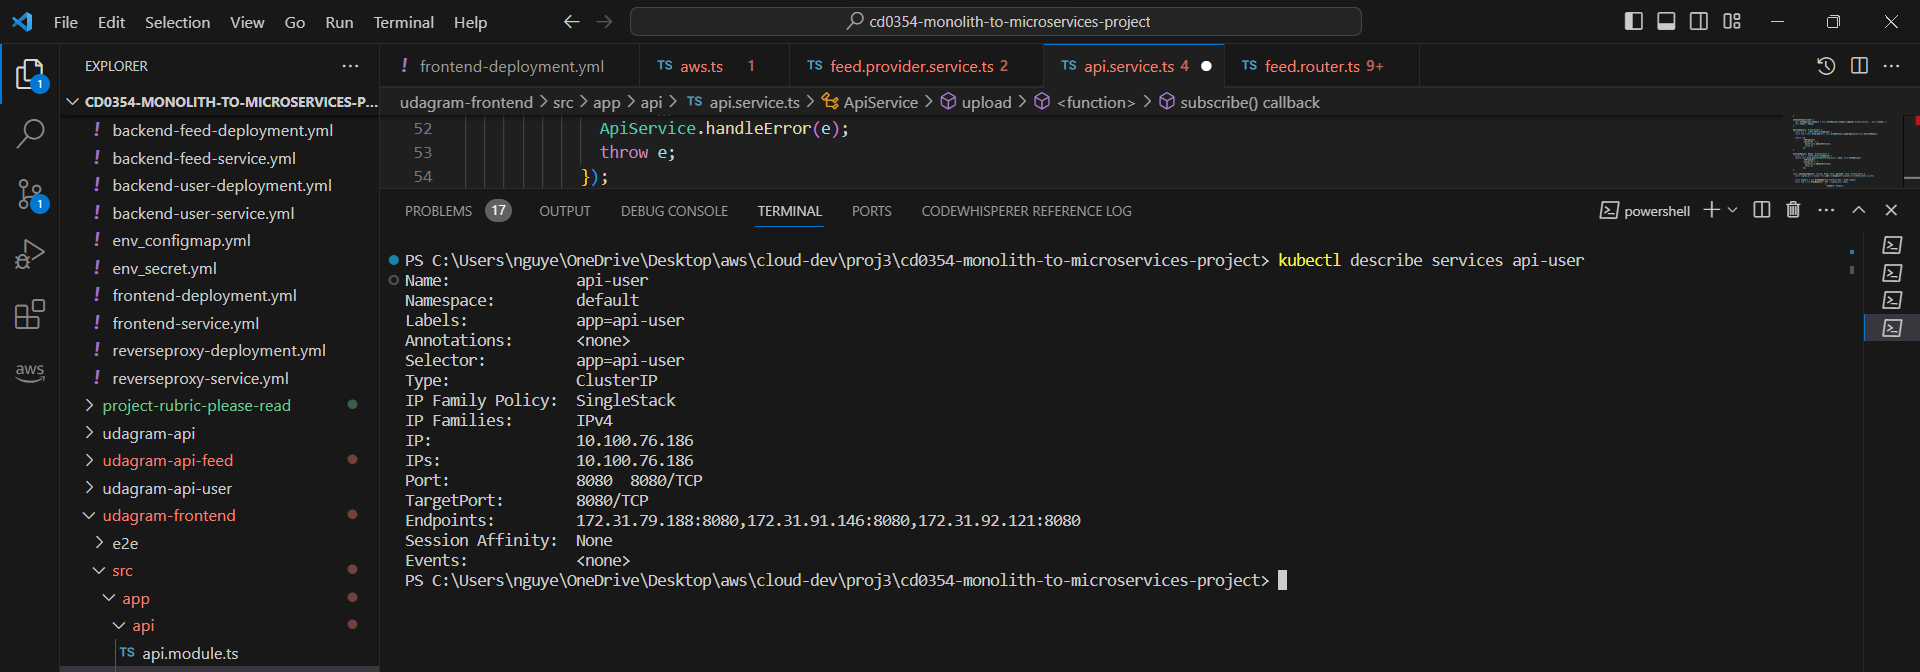 File Edit Selection View Go Run Terminal Help
cd0354-monolith-to-microservices-project
EXPLORER
frontend-deployment.yml
TS aws.ts 1
TS feed.provider.service.ts 2
TS api.service.ts 4
TS feed.router.ts 9+
1
CD0354-MONOLITH-TO-MICROSERVICES-P...
udagram-frontend > src > app > api > TS api.service.ts > ApiService > upload > <function> > subscribe() callback
backend-feed-deployment.yml
backend-feed-service.yml
backend-user-deployment.yml
backend-user-service.yml
env_configmap.yml
env_secret.yml
frontend-deployment.yml
frontend-service.yml
reverseproxy-deployment.yml
reverseproxy-service.yml
project-rubric-please-read
udagram-api
udagram-api-feed
udagram-api-user
udagram-frontend
e2e
src
app
api
TS api.module.ts
1
aws
52 ApiService.handleError(e);
53 throw e;
54 });
PROBLEMS 17 OUTPUT DEBUG CONSOLE TERMINAL PORTS CODEWHISPERER REFERENCE LOG
powershell
PS C:\Users\nguye\OneDrive\Desktop\aws\cloud-dev\proj3\cd0354-monolith-to-microservices-project> kubectl describe services api-user
Name: api-user
Namespace: default
Labels: app=api-user
Annotations: <none>
Selector: app=api-user
Type: ClusterIP
IP Family Policy: SingleStack
IP Families: IPv4
IP: 10.100.76.186
IPs: 10.100.76.186
Port: 8080 8080/TCP
TargetPort: 8080/TCP
Endpoints: 172.31.79.188:8080,172.31.91.146:8080,172.31.92.121:8080
Session Affinity: None
Events: <none>
PS C:\Users\nguye\OneDrive\Desktop\aws\cloud-dev\proj3\cd0354-monolith-to-microservices-project>